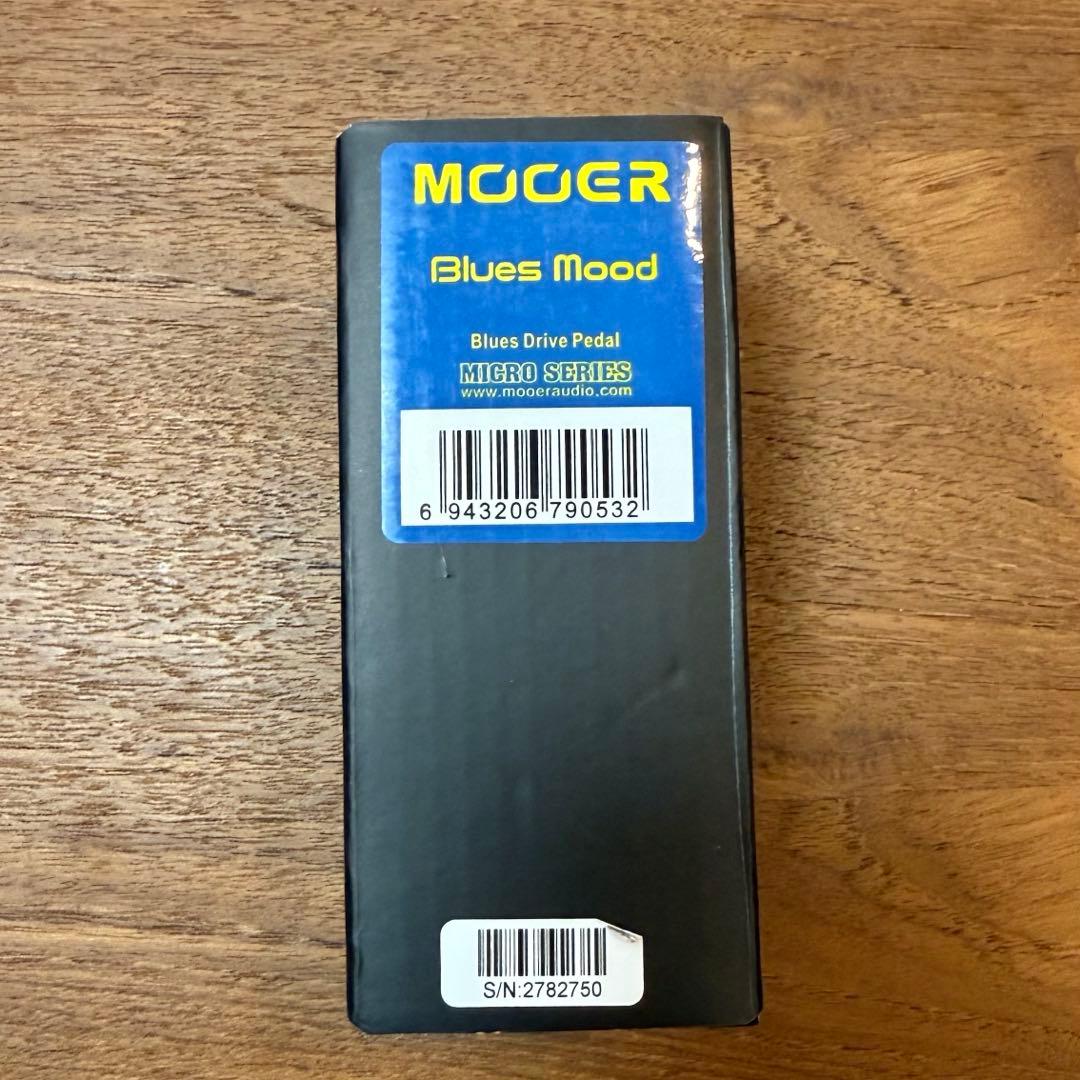 MOOER
Blues Mood
Blues Drive Pedal
MICRO SERIES
www.mooeraudio.com
6 943206 790532
S/N:2782750